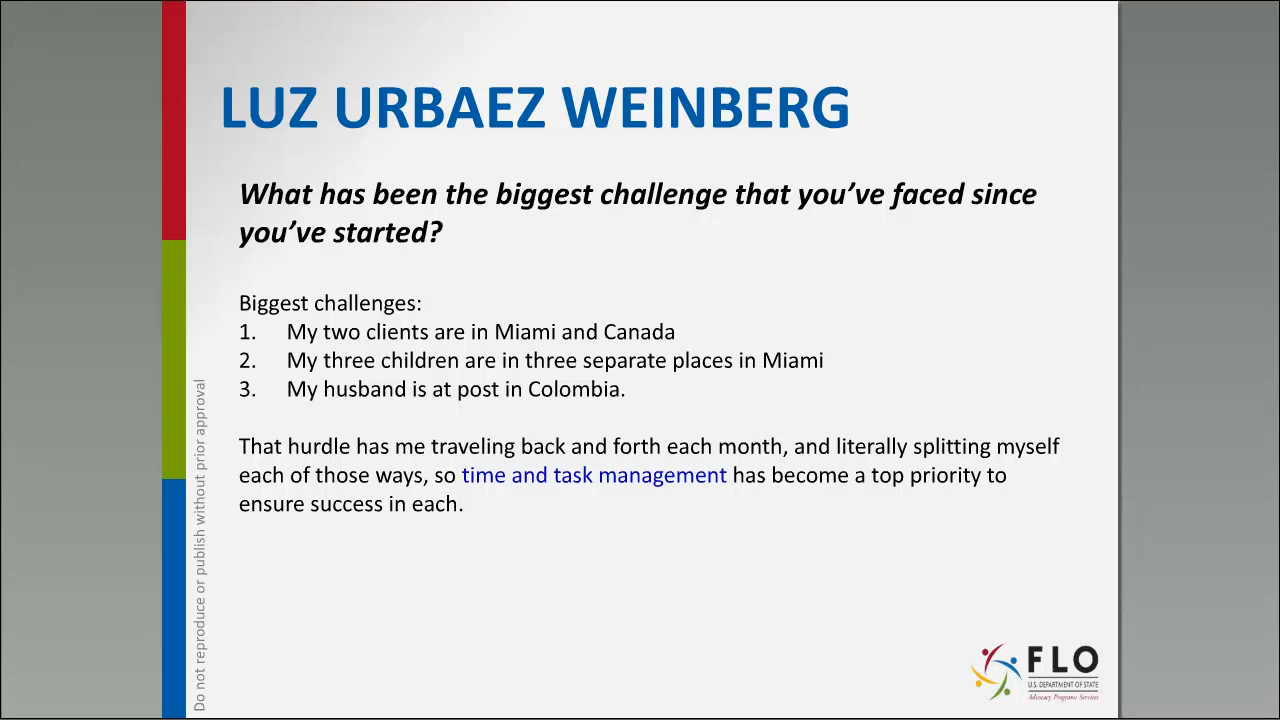 LUZ URBAEZ WEINBERG
What has been the biggest challenge that you’ve faced since
you’ve started?
Biggest challenges:
1. My two clients are in Miami and Canada
2. My three children are in three separate places in Miami
3. My husband is at post in Colombia.
That hurdle has me traveling back and forth each month, and literally splitting myself
each of those ways, so time and task management has become a top priority to
ensure success in each.
Do not reproduce or publish without prior approval
FLO
U.S. DEPARTMENT OF STATE
Advocacy Programs Services